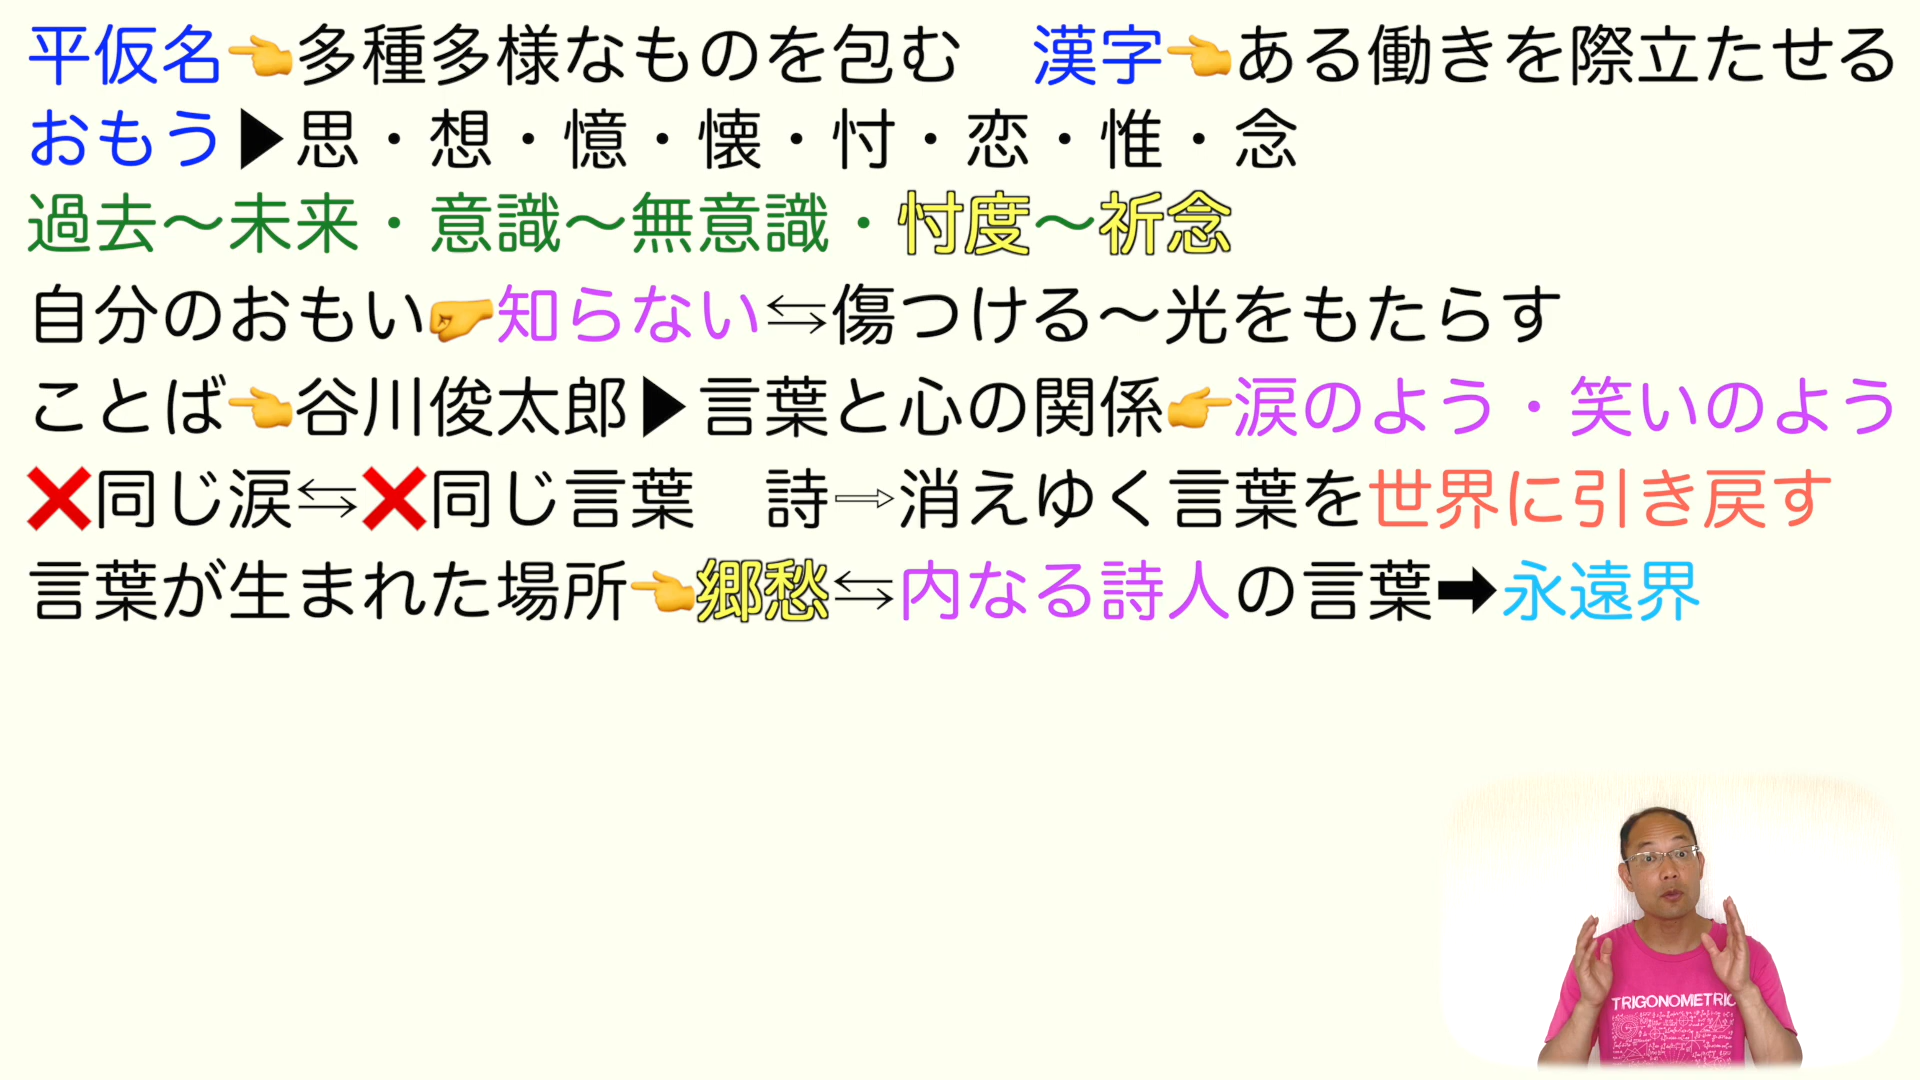 平仮名👈多種多様なものを包む　漢字👈ある働きを際立たせる
おもう▶思・想・憶・懐・忖・恋・惟・念
過去〜未来・意識〜無意識・忖度〜祈念
自分のおもい🤛知らない⇆傷つける〜光をもたらす
ことば👈谷川俊太郎▶言葉と心の関係👉涙のよう・笑いのよう
❌同じ涙⇆❌同じ言葉　詩⇨消えゆく言葉を世界に引き戻す
言葉が生まれた場所👈郷愁⇆内なる詩人の言葉➡永遠界
TRIGONOMETRIC